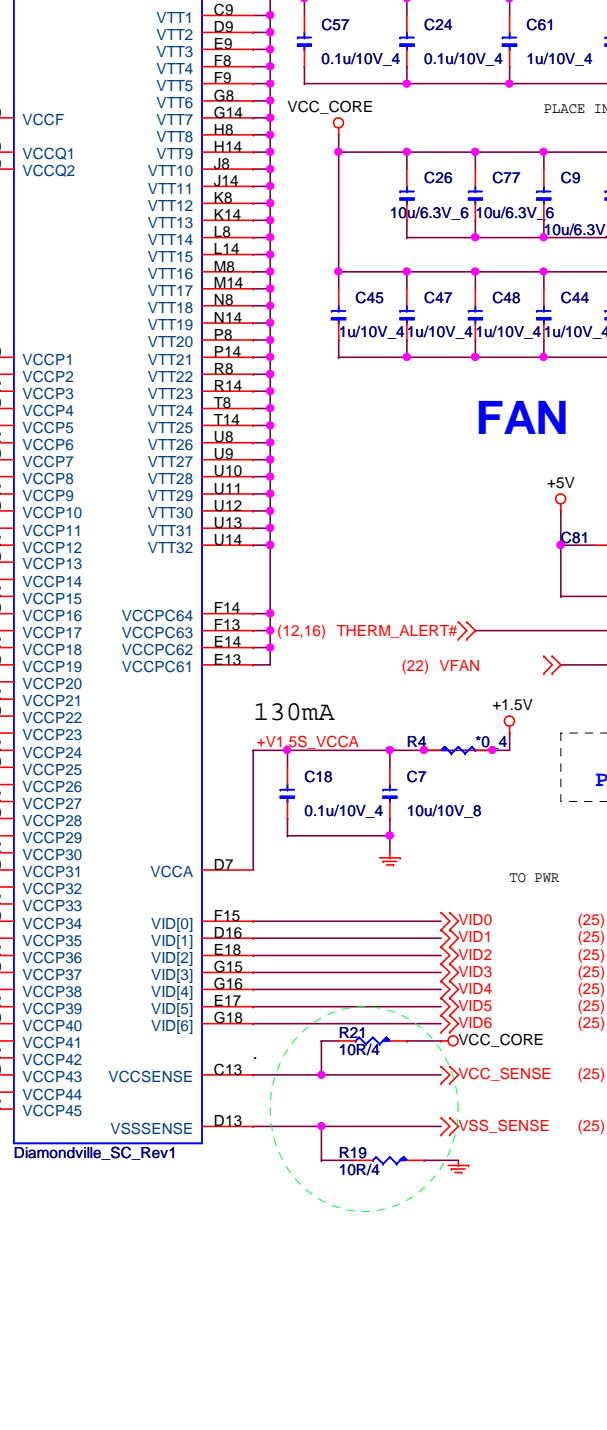 VTT1 C9
VTT2 D9
VTT3 E9
VTT4 F8
VTT5 F9
VTT6 G8
VCCF VTT7 G14
VTT8 H8
VCCQ1 VTT9 H14
VCCQ2 VTT10 J8
VTT11 J14
VTT12 K8
VTT13 K14
VTT14 L8
VTT15 L14
VTT16 M8
VTT17 M14
VTT18 N8
VTT19 N14
VTT20 P8
VCCP1 VTT21 P14
VCCP2 VTT22 R8
VCCP3 VTT23 R14
VCCP4 VTT24 T8
VCCP5 VTT25 T14
VCCP6 VTT26 U8
VCCP7 VTT27 U9
VCCP8 VTT28 U10
VCCP9 VTT29 U11
VCCP10 VTT30 U12
VCCP11 VTT31 U13
VCCP12 VTT32 U14
VCCP13
VCCP14
VCCP15
VCCP16 VCCPC64 F14
VCCP17 VCCPC63 F13
VCCP18 VCCPC62 E14
VCCP19 VCCPC61 E13
VCCP20
VCCP21
VCCP22
VCCP23
VCCP24
VCCP25
VCCP26
VCCP27
VCCP28
VCCP29
VCCP30
VCCP31 VCCA D7
VCCP32
VCCP33
VCCP34 VID[0] F15
VCCP35 VID[1] D16
VCCP36 VID[2] E18
VCCP37 VID[3] G15
VCCP38 VID[4] G16
VCCP39 VID[5] E17
VCCP40 VID[6] G18
VCCP41
VCCP42
VCCP43 VCCSENSE C13
VCCP44
VCCP45
VSSSENSE D13
Diamondville_SC_Rev1
C57 C24 C61
0.1u/10V_4 0.1u/10V_4 1u/10V_4
VCC_CORE
PLACE IN
C26 C77 C9
10u/6.3V_6 10u/6.3V_6 10u/6.3V
C45 C47 C48 C44
1u/10V_4 1u/10V_4 1u/10V_4 1u/10V_4
FAN
+5V
C81
(12,16) THERM_ALERT#
(22) VFAN
130mA
+1.5V
+V1.5S_VCCA R4 *0_4
C18 C7
0.1u/10V_4 10u/10V_8
P
TO PWR
VID0 (25)
VID1 (25)
VID2 (25)
VID3 (25)
VID4 (25)
VID5 (25)
VID6 (25)
R21 VCC_CORE
10R/4
VCC_SENSE (25)
VSS_SENSE (25)
R19
10R/4